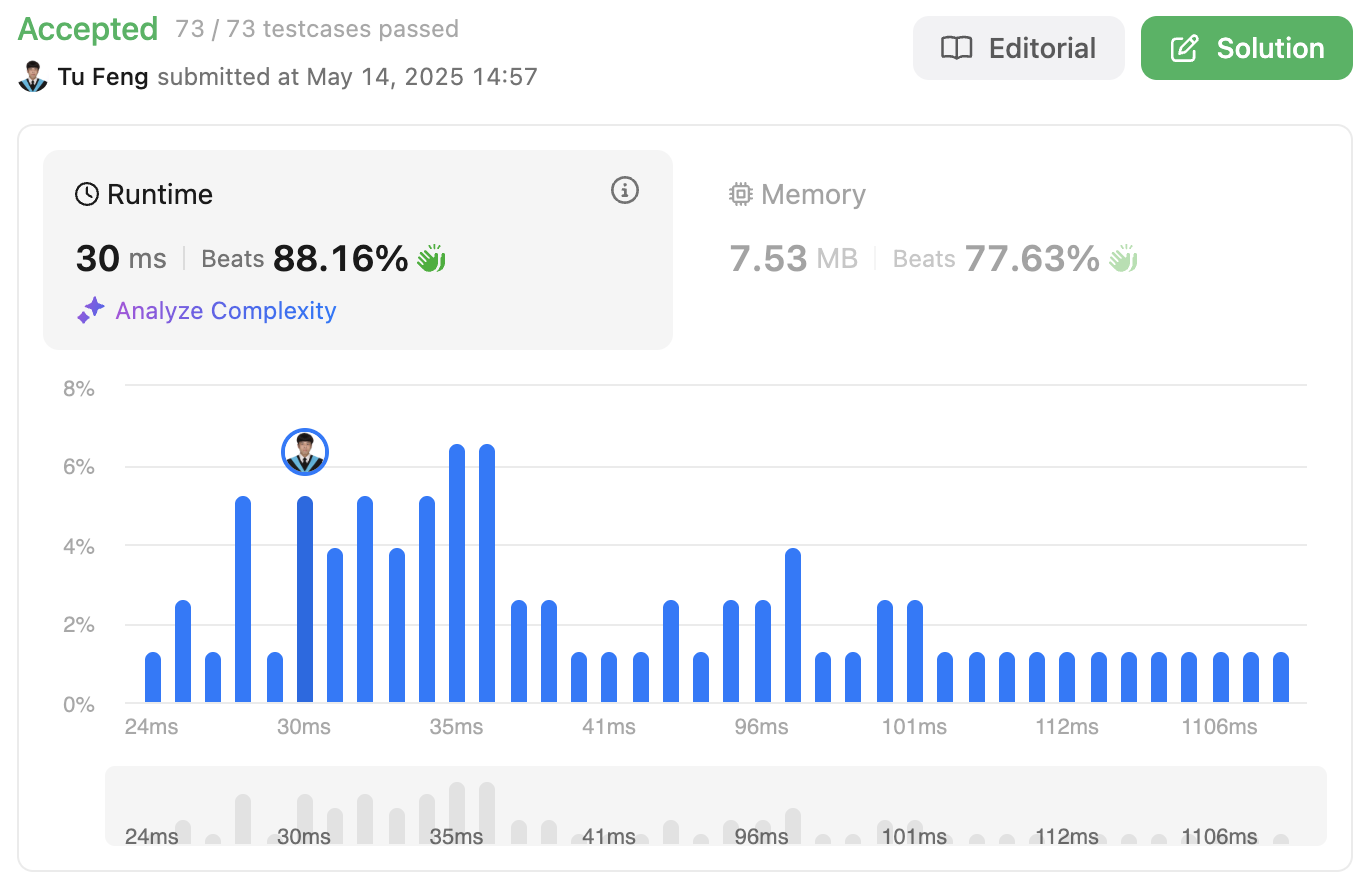 Accepted 73 / 73 testcases passed
Editorial
Solution
Tu Feng submitted at May 14, 2025 14:57
Runtime
30 ms | Beats 88.16%
Analyze Complexity
Memory
7.53 MB | Beats 77.63%
8%
6%
4%
2%
0%
24ms 30ms 35ms 41ms 96ms 101ms 112ms 1106ms
24ms 30ms 35ms 41ms 96ms 101ms 112ms 1106ms